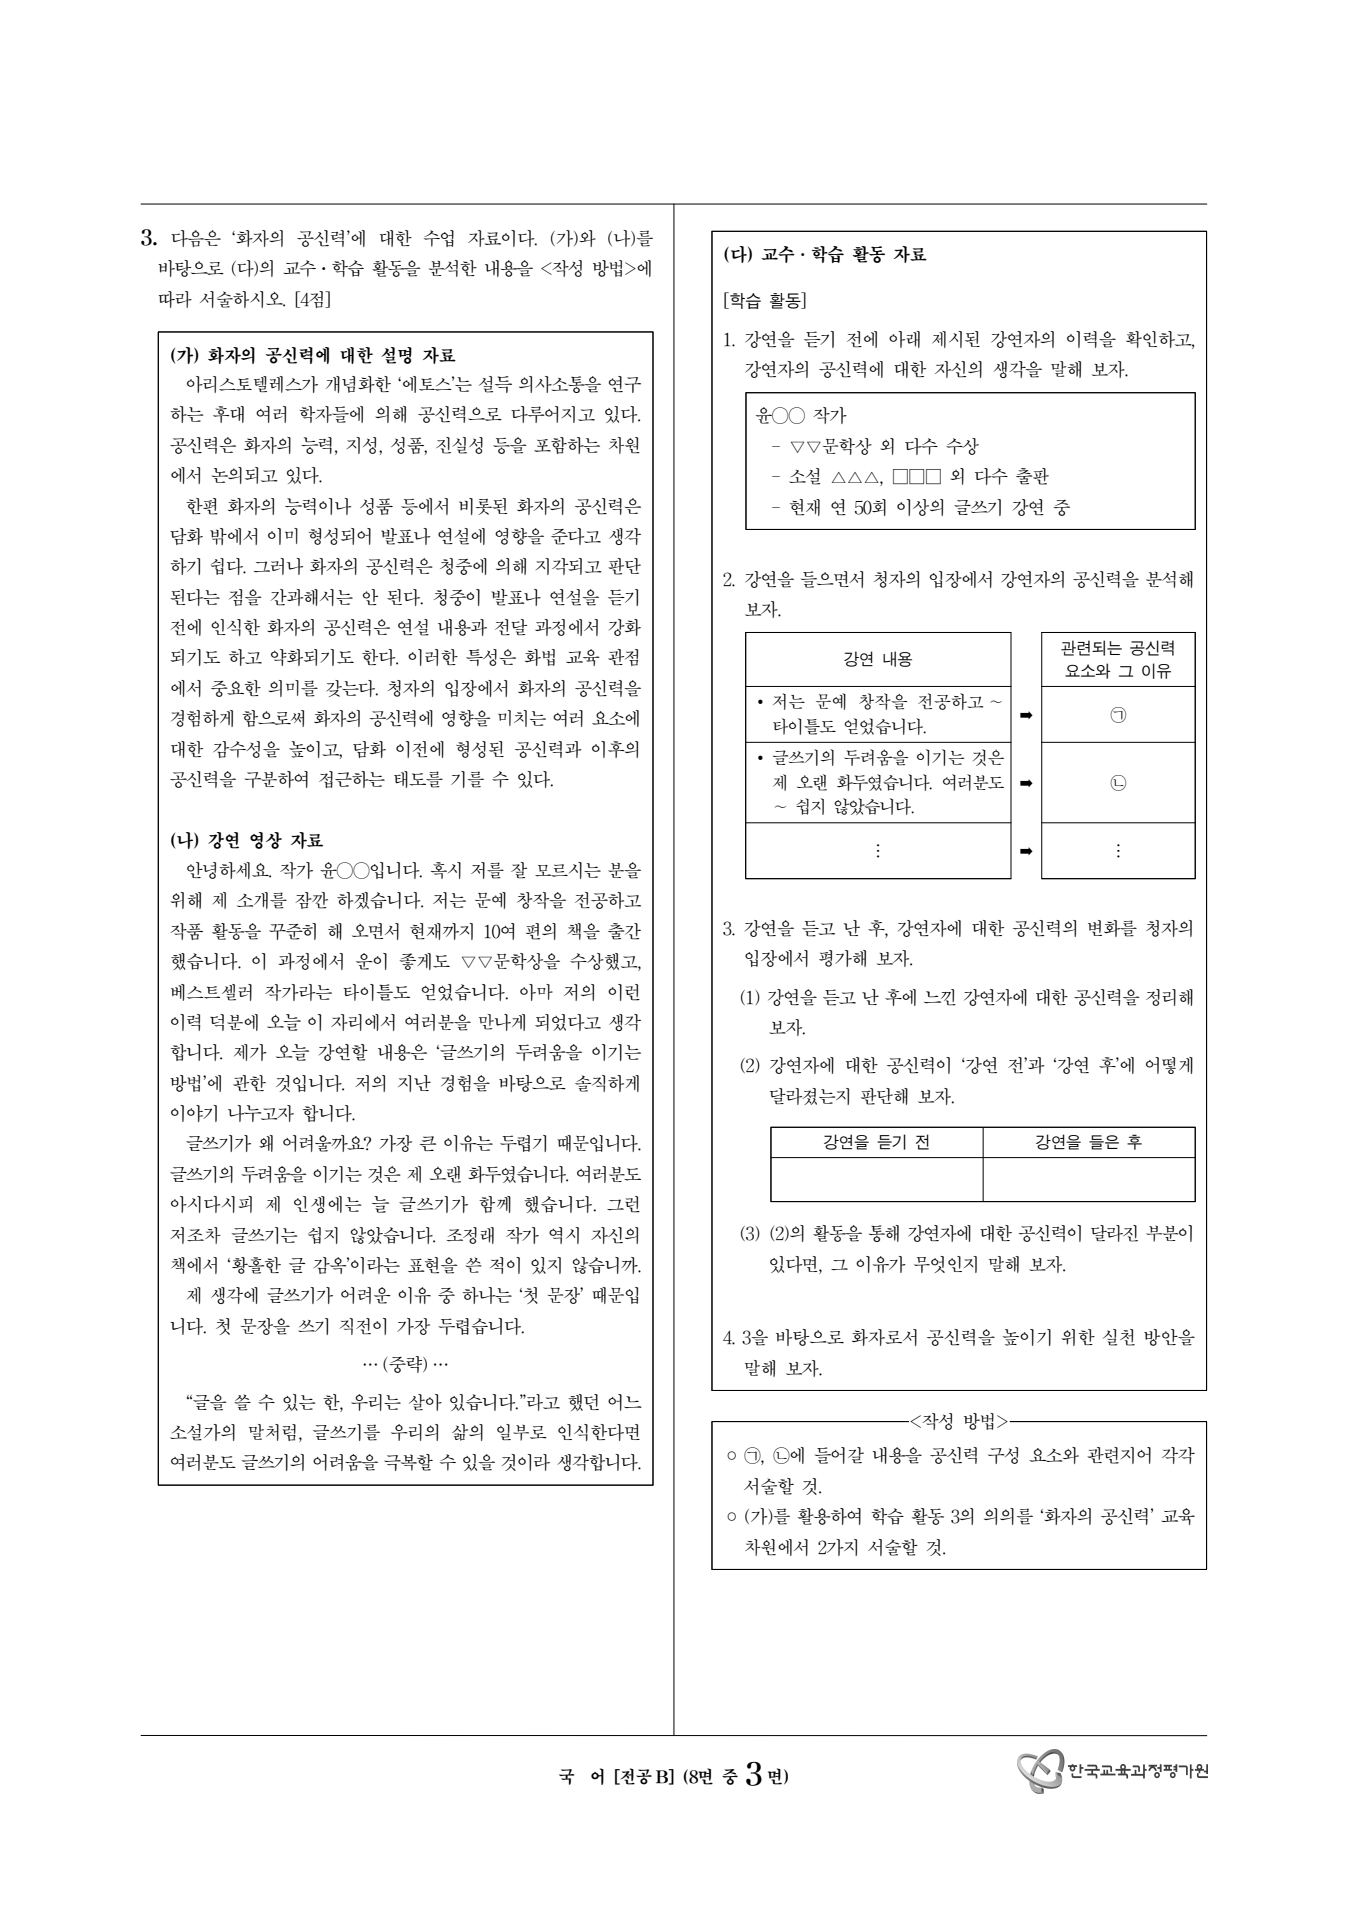 3. 다음은 ‘화자의 공신력’에 대한 수업 자료이다. (가)와 (나)를
바탕으로 (다)의 교수·학습 활동을 분석한 내용을 <작성 방법>에
따라 서술하시오. [4점]
(가) 화자의 공신력에 대한 설명 자료
아리스토텔레스가 개념화한 ‘에토스’는 설득 의사소통을 연구
하는 후대 여러 학자들에 의해 공신력으로 다루어지고 있다.
공신력은 화자의 능력, 지성, 성품, 진실성 등을 포함하는 차원
에서 논의되고 있다.
한편 화자의 능력이나 성품 등에서 비롯된 화자의 공신력은
담화 밖에서 이미 형성되어 발표나 연설에 영향을 준다고 생각
하기 쉽다. 그러나 화자의 공신력은 청중에 의해 지각되고 판단
된다는 점을 간과해서는 안 된다. 청중이 발표나 연설을 듣기
전에 인식한 화자의 공신력은 연설 내용과 전달 과정에서 강화
되기도 하고 약화되기도 한다. 이러한 특성은 화법 교육 관점
에서 중요한 의미를 갖는다. 청자의 입장에서 화자의 공신력을
경험하게 함으로써 화자의 공신력에 영향을 미치는 여러 요소에
대한 감수성을 높이고, 담화 이전에 형성된 공신력과 이후의
공신력을 구분하여 접근하는 태도를 기를 수 있다.
(나) 강연 영상 자료
안녕하세요. 작가 윤○○입니다. 혹시 저를 잘 모르시는 분을
위해 제 소개를 잠깐 하겠습니다. 저는 문예 창작을 전공하고
작품 활동을 꾸준히 해 오면서 현재까지 10여 편의 책을 출간
했습니다. 이 과정에서 운이 좋게도 ▽▽문학상을 수상했고,
베스트셀러 작가라는 타이틀도 얻었습니다. 아마 저의 이런
이력 덕분에 오늘 이 자리에서 여러분을 만나게 되었다고 생각
합니다. 제가 오늘 강연할 내용은 ‘글쓰기의 두려움을 이기는
방법’에 관한 것입니다. 저의 지난 경험을 바탕으로 솔직하게
이야기 나누고자 합니다.
글쓰기가 왜 어려울까요? 가장 큰 이유는 두렵기 때문입니다.
글쓰기의 두려움을 이기는 것은 제 오랜 화두였습니다. 여러분도
아시다시피 제 인생에는 늘 글쓰기가 함께 했습니다. 그런
저조차 글쓰기는 쉽지 않았습니다. 조정래 작가 역시 자신의
책에서 ‘황홀한 글 감옥’이라는 표현을 쓴 적이 있지 않습니까.
제 생각에 글쓰기가 어려운 이유 중 하나는 ‘첫 문장’ 때문입
니다. 첫 문장을 쓰기 직전이 가장 두렵습니다.
… (중략) …
“글을 쓸 수 있는 한, 우리는 살아 있습니다.”라고 했던 어느
소설가의 말처럼, 글쓰기를 우리의 삶의 일부로 인식한다면
여러분도 글쓰기의 어려움을 극복할 수 있을 것이라 생각합니다.
(다) 교수·학습 활동 자료
[학습 활동]
1. 강연을 듣기 전에 아래 제시된 강연자의 이력을 확인하고,
강연자의 공신력에 대한 자신의 생각을 말해 보자.
윤○○ 작가
- ▽▽문학상 외 다수 수상
- 소설 △△△, □□□ 외 다수 출판
- 현재 연 50회 이상의 글쓰기 강연 중
2. 강연을 들으면서 청자의 입장에서 강연자의 공신력을 분석해
보자.
강연 내용
관련되는 공신력
요소와 그 이유
• 저는 문예 창작을 전공하고 ~
타이틀도 얻었습니다.
➡ ㉠
• 글쓰기의 두려움을 이기는 것은
제 오랜 화두였습니다. 여러분도
~ 쉽지 않았습니다.
➡ ㉡
⋮ ➡ ⋮
3. 강연을 듣고 난 후, 강연자에 대한 공신력의 변화를 청자의
입장에서 평가해 보자.
(1) 강연을 듣고 난 후에 느낀 강연자에 대한 공신력을 정리해
보자.
(2) 강연자에 대한 공신력이 ‘강연 전’과 ‘강연 후’에 어떻게
달라졌는지 판단해 보자.
강연을 듣기 전 강연을 들은 후
(3) (2)의 활동을 통해 강연자에 대한 공신력이 달라진 부분이
있다면, 그 이유가 무엇인지 말해 보자.
4. 3을 바탕으로 화자로서 공신력을 높이기 위한 실천 방안을
말해 보자.
<작성 방법>
○ ㉠, ㉡에 들어갈 내용을 공신력 구성 요소와 관련지어 각각
서술할 것.
○ (가)를 활용하여 학습 활동 3의 의의를 ‘화자의 공신력’ 교육
차원에서 2가지 서술할 것.
국 어 [전공 B] (8면 중 3 면)
한국교육과정평가원